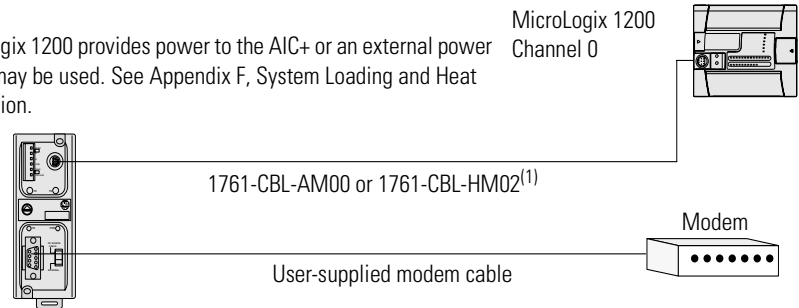 MicroLogix 1200
Channel 0
gix 1200 provides power to the AIC+ or an external power
may be used. See Appendix F, System Loading and Heat
ion.
1761-CBL-AM00 or 1761-CBL-HM02(1)
Modem
User-supplied modem cable